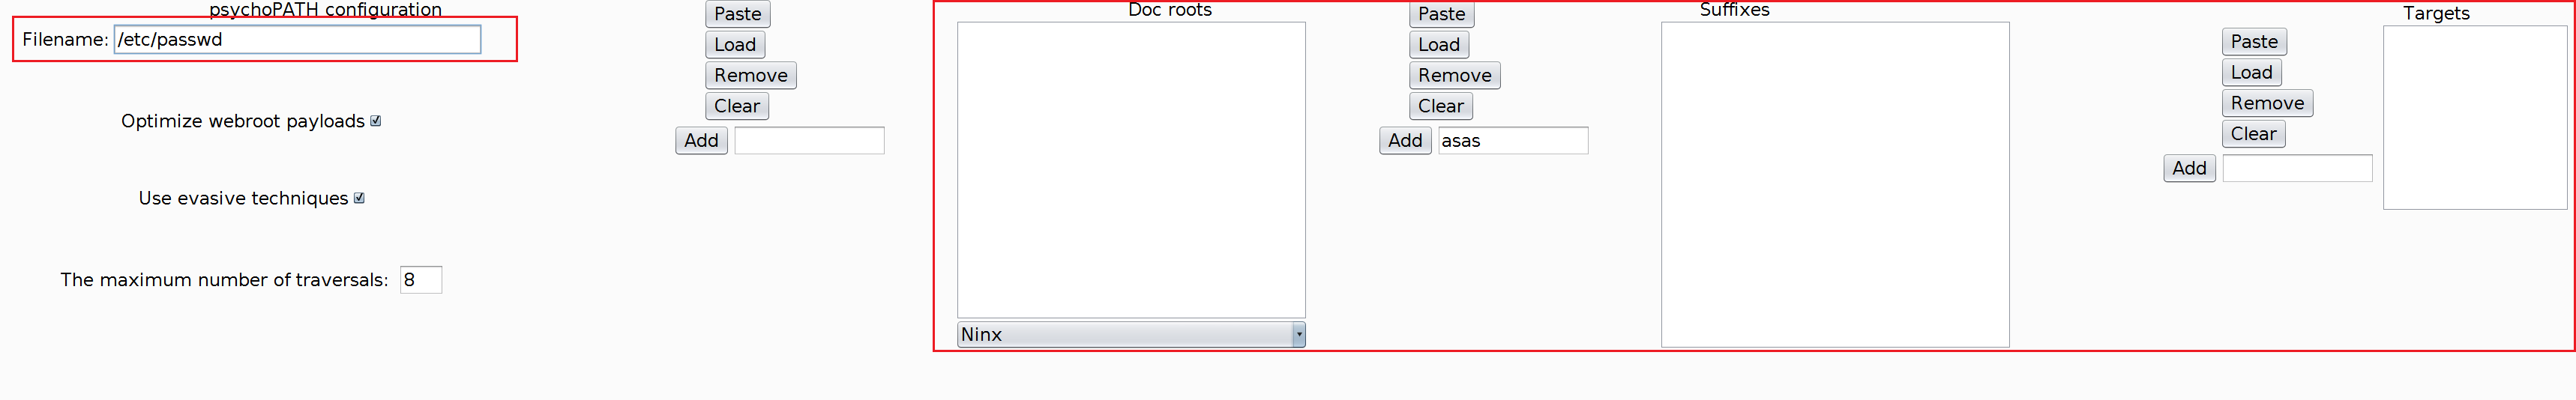 psychoPATH configuration
Filename: /etc/passwd
Optimize webroot payloads
Use evasive techniques
The maximum number of traversals: 8
Paste
Load
Remove
Clear
Add
Doc roots
Ninx
Paste
Load
Remove
Clear
Add asas
Suffixes
Paste
Load
Remove
Clear
Add
Targets